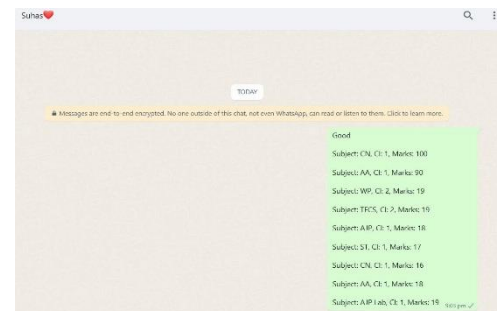 Suhas❤️
TODAY
Messages are end-to-end encrypted. No one outside of this chat, not even WhatsApp, can read or listen to them. Click to learn more.
Good
Subject: CN, CI: 1, Marks: 100
Subject: AA, CI: 1, Marks: 90
Subject: WP, CI: 2, Marks: 19
Subject: TFCS, CI: 2, Marks: 19
Subject: AJP, CI: 1, Marks: 18
Subject: ST, CI: 1, Marks: 17
Subject: CN, CI: 1, Marks: 16
Subject: AA, CI: 1, Marks: 18
Subject: AJP Lab, CI: 1, Marks: 19